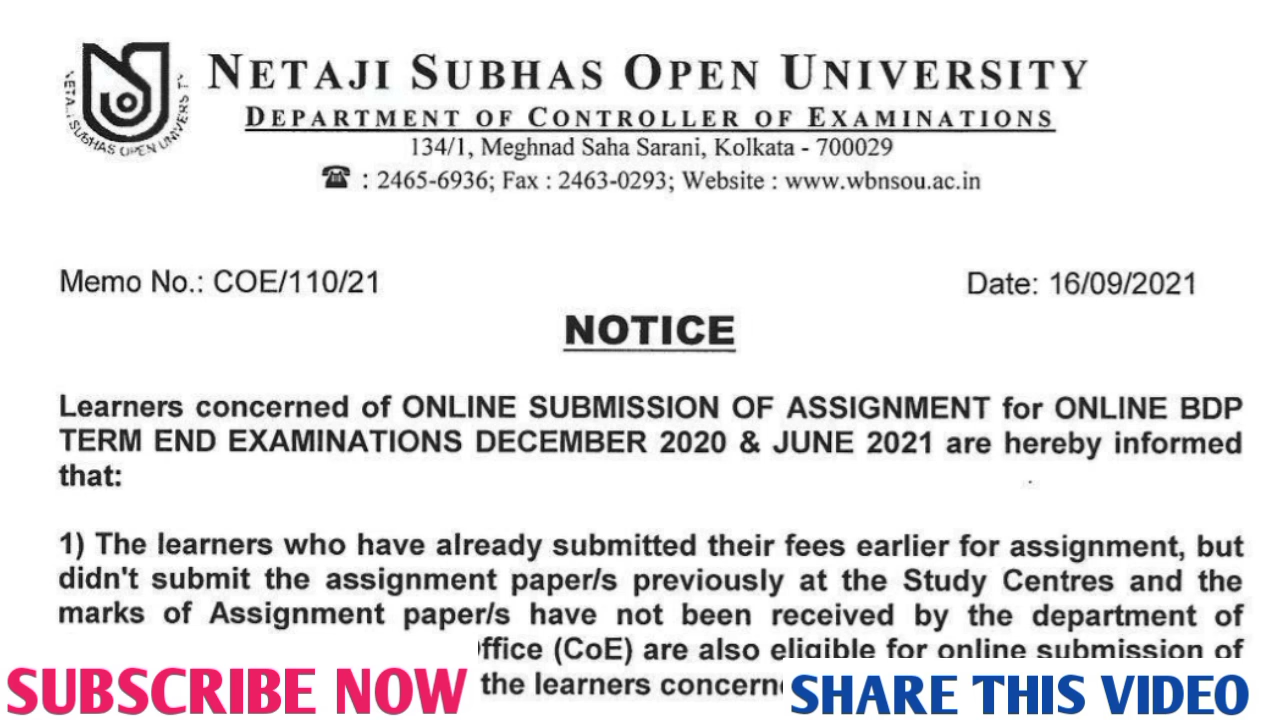 NETAJI SUBHAS OPEN UNIVERSITY
NETAJI SUBHAS OPEN UNIVERSITY
DEPARTMENT OF CONTROLLER OF EXAMINATIONS
134/1, Meghnad Saha Sarani, Kolkata - 700029
☎ : 2465-6936; Fax : 2463-0293; Website : www.wbnsou.ac.in
Memo No.: COE/110/21 Date: 16/09/2021
NOTICE
Learners concerned of ONLINE SUBMISSION OF ASSIGNMENT for ONLINE BDP
TERM END EXAMINATIONS DECEMBER 2020 & JUNE 2021 are hereby informed
that:
1) The learners who have already submitted their fees earlier for assignment, but
didn't submit the assignment paper/s previously at the Study Centres and the
marks of Assignment paper/s have not been received by the department of
(CoE) are also eligible for online submission of
the learners
SUBSCRIBE NOW
SHARE THIS VIDEO